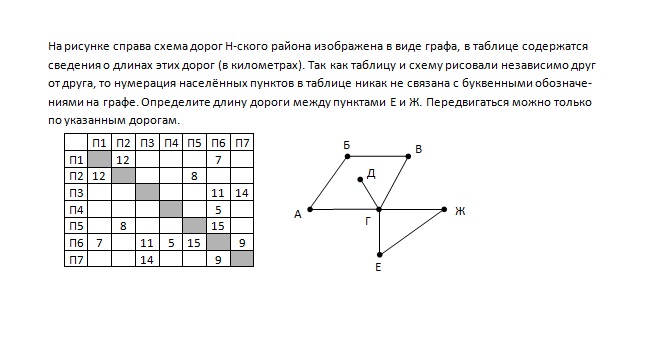 На рисунке справа схема дорог Н-ского района изображена в виде графа, в таблице содержатся
сведения о длинах этих дорог (в километрах). Так как таблицу и схему рисовали независимо друг
от друга, то нумерация населённых пунктов в таблице никак не связана с буквенными обозначе-
ниями на графе. Определите длину дороги между пунктами Е и Ж. Передвигаться можно только
по указанным дорогам.
П1 П2 П3 П4 П5 П6 П7
П1 12 7
П2 12 8
П3 11 14
П4 5
П5 8 15
П6 7 11 5 15 9
П7 14 9
Б
В
Д
А
Г
Ж
Е